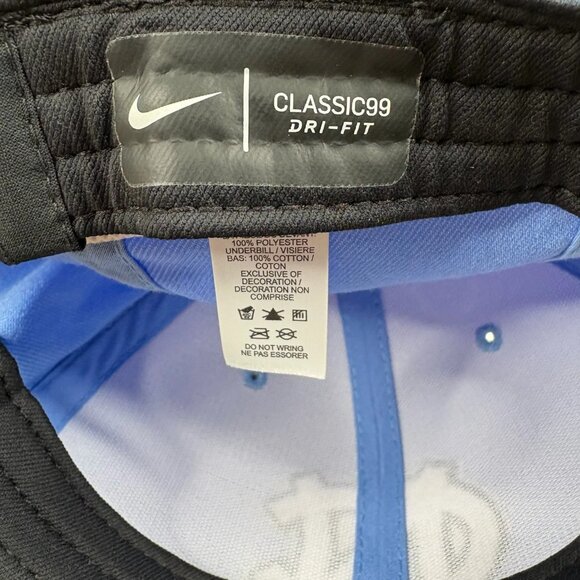 CLASSIC99
DRI-FIT
100% POLYESTER
UNDERBILL / VISIERE
BAS: 100% COTTON /
COTON
EXCLUSIVE OF
DECORATION /
DECORATION NON
COMPRISE
DO NOT WRING
NE PAS ESSORER